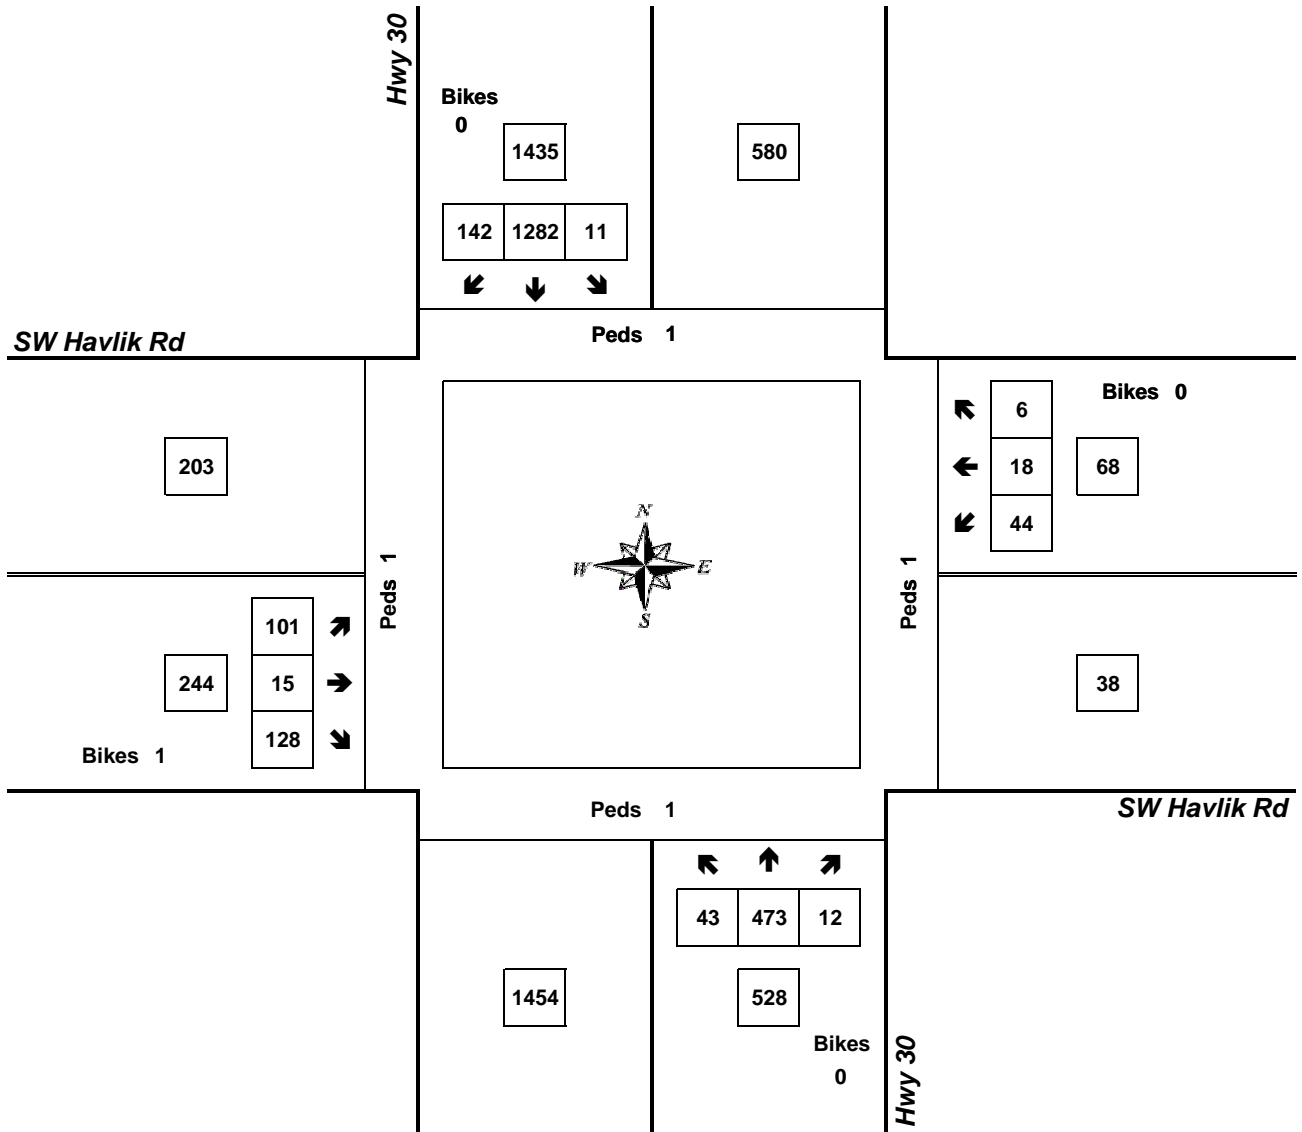 Hwy 30
Bikes
0
1435
580
142 1282 11
SW Havlik Rd
Peds 1
6
Bikes 0
203
18
68
44
N
W E
S
Peds 1
Peds 1
101
244
15
38
128
Bikes 1
Peds 1
SW Havlik Rd
43 473 12
1454
528
Bikes
0
Hwy 30